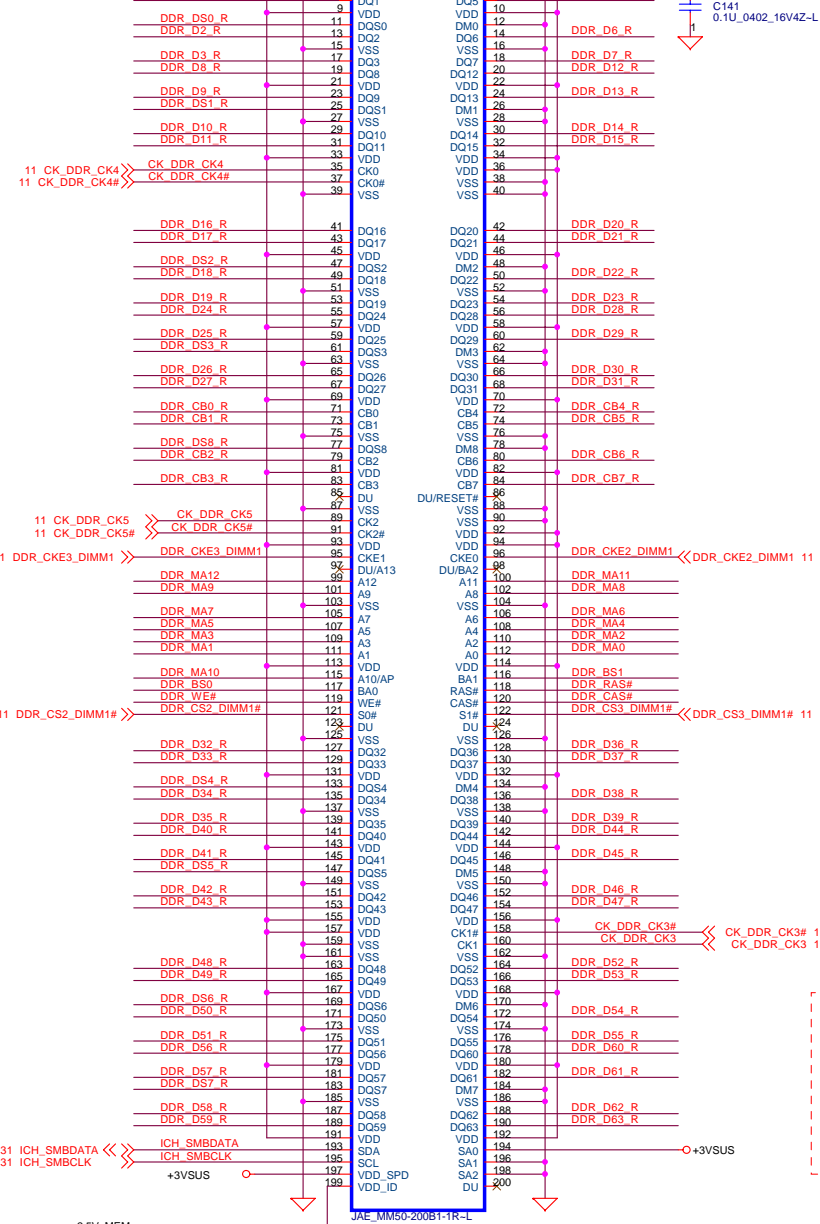 DQ1 DQ5
C141
0.1U_0402_16V4Z~L
1
9 VDD VDD 10
DDR_DS0_R 11 DQS0 DM0 12
DDR_D2_R 13 DQ2 DQ6 14 DDR_D6_R
15 VSS VSS 16
DDR_D3_R 17 DQ3 DQ7 18 DDR_D7_R
DDR_D8_R 19 DQ8 DQ12 20 DDR_D12_R
21 VDD VDD 22
DDR_D9_R 23 DQ9 DQ13 24 DDR_D13_R
DDR_DS1_R 25 DQS1 DM1 26
27 VSS VSS 28
DDR_D10_R 29 DQ10 DQ14 30 DDR_D14_R
DDR_D11_R 31 DQ11 DQ15 32 DDR_D15_R
33 VDD VDD 34
11 CK_DDR_CK4 CK_DDR_CK4 35 CK0 VDD 36
11 CK_DDR_CK4# CK_DDR_CK4# 37 CK0# VSS 38
39 VSS VSS 40
DDR_D16_R 41 DQ16 DQ20 42 DDR_D20_R
DDR_D17_R 43 DQ17 DQ21 44 DDR_D21_R
45 VDD VDD 46
DDR_DS2_R 47 DQS2 DM2 48
DDR_D18_R 49 DQ18 DQ22 50 DDR_D22_R
51 VSS VSS 52
DDR_D19_R 53 DQ19 DQ23 54 DDR_D23_R
DDR_D24_R 55 DQ24 DQ28 56 DDR_D28_R
57 VDD VDD 58
DDR_D25_R 59 DQ25 DQ29 60 DDR_D29_R
DDR_DS3_R 61 DQS3 DM3 62
63 VSS VSS 64
DDR_D26_R 65 DQ26 DQ30 66 DDR_D30_R
DDR_D27_R 67 DQ27 DQ31 68 DDR_D31_R
69 VDD VDD 70
DDR_CB0_R 71 CB0 CB4 72 DDR_CB4_R
DDR_CB1_R 73 CB1 CB5 74 DDR_CB5_R
75 VSS VSS 76
DDR_DS8_R 77 DQS8 DM8 78
DDR_CB2_R 79 CB2 CB6 80 DDR_CB6_R
81 VDD VDD 82
DDR_CB3_R 83 CB3 CB7 84 DDR_CB7_R
85 DU DU/RESET# 86
87 VSS VSS 88
11 CK_DDR_CK5 CK_DDR_CK5 89 CK2 VSS 90
11 CK_DDR_CK5# CK_DDR_CK5# 91 CK2# VDD 92
93 VDD VDD 94
1 DDR_CKE3_DIMM1 DDR_CKE3_DIMM1 95 CKE1 CKE0 96 DDR_CKE2_DIMM1 DDR_CKE2_DIMM1 11
97 DU/A13 DU/BA2 98
DDR_MA12 99 A12 A11 100 DDR_MA11
DDR_MA9 101 A9 A8 102 DDR_MA8
103 VSS VSS 104
DDR_MA7 105 A7 A6 106 DDR_MA6
DDR_MA5 107 A5 A4 108 DDR_MA4
DDR_MA3 109 A3 A2 110 DDR_MA2
DDR_MA1 111 A1 A0 112 DDR_MA0
113 VDD VDD 114
DDR_MA10 115 A10/AP BA1 116 DDR_BS1
DDR_BS0 117 BA0 RAS# 118 DDR_RAS#
DDR_WE# 119 WE# CAS# 120 DDR_CAS#
11 DDR_CS2_DIMM1# DDR_CS2_DIMM1# 121 S0# S1# 122 DDR_CS3_DIMM1# DDR_CS3_DIMM1# 11
123 DU DU 124
125 VSS VSS 126
DDR_D32_R 127 DQ32 DQ36 128 DDR_D36_R
DDR_D33_R 129 DQ33 DQ37 130 DDR_D37_R
131 VDD VDD 132
DDR_DS4_R 133 DQS4 DM4 134
DDR_D34_R 135 DQ34 DQ38 136 DDR_D38_R
137 VSS VSS 138
DDR_D35_R 139 DQ35 DQ39 140 DDR_D39_R
DDR_D40_R 141 DQ40 DQ44 142 DDR_D44_R
143 VDD VDD 144
DDR_D41_R 145 DQ41 DQ45 146 DDR_D45_R
DDR_DS5_R 147 DQS5 DM5 148
149 VSS VSS 150
DDR_D42_R 151 DQ42 DQ46 152 DDR_D46_R
DDR_D43_R 153 DQ43 DQ47 154 DDR_D47_R
155 VDD VDD 156
157 VDD CK1# 158 CK_DDR_CK3# CK_DDR_CK3# 1
159 VSS CK1 160 CK_DDR_CK3 CK_DDR_CK3 1
161 VSS VSS 162
DDR_D48_R 163 DQ48 DQ52 164 DDR_D52_R
DDR_D49_R 165 DQ49 DQ53 166 DDR_D53_R
167 VDD VDD 168
DDR_DS6_R 169 DQS6 DM6 170
DDR_D50_R 171 DQ50 DQ54 172 DDR_D54_R
173 VSS VSS 174
DDR_D51_R 175 DQ51 DQ55 176 DDR_D55_R
DDR_D56_R 177 DQ56 DQ60 178 DDR_D60_R
179 VDD VDD 180
DDR_D57_R 181 DQ57 DQ61 182 DDR_D61_R
DDR_DS7_R 183 DQS7 DM7 184
185 VSS VSS 186
DDR_D58_R 187 DQ58 DQ62 188 DDR_D62_R
DDR_D59_R 189 DQ59 DQ63 190 DDR_D63_R
191 VDD VDD 192
31 ICH_SMBDATA ICH_SMBDATA 193 SDA SA0 194 +3VSUS
31 ICH_SMBCLK ICH_SMBCLK 195 SCL SA1 196
+3VSUS 197 VDD_SPD SA2 198
199 VDD_ID DU 200
JAE_MM50-200B1-1R~L